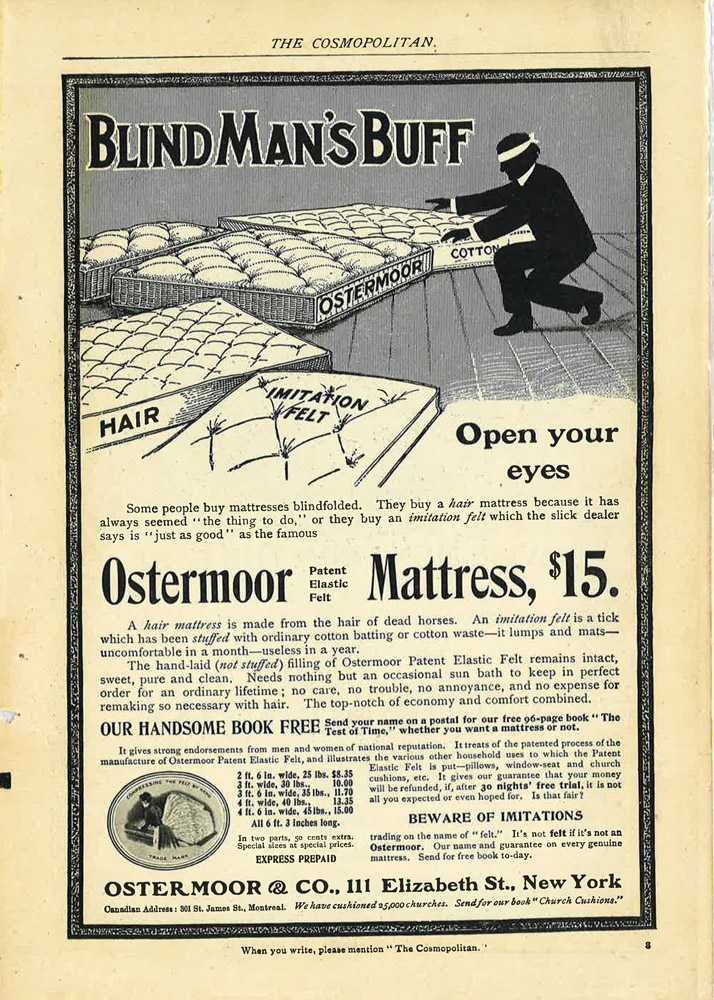 THE COSMOPOLITAN.
BLIND MAN'S BUFF
COTTON
OSTERMOOR
HAIR
IMITATION
FELT
Open your
eyes
Some people buy mattresses blindfolded. They buy a hair mattress because it has
always seemed "the thing to do," or they buy an imitation felt which the slick dealer
says is "just as good" as the famous
Ostermoor Patent Elastic Felt Mattress, $15.
A hair mattress is made from the hair of dead horses. An imitation felt is a tick
which has been stuffed with ordinary cotton batting or cotton waste—it lumps and mats—
uncomfortable in a month—useless in a year.
The hand-laid (not stuffed) filling of Ostermoor Patent Elastic Felt remains intact,
sweet, pure and clean. Needs nothing but an occasional sun bath to keep in perfect
order for an ordinary lifetime; no care, no trouble, no annoyance, and no expense for
remaking so necessary with hair. The top-notch of economy and comfort combined.
OUR HANDSOME BOOK FREE Send your name on a postal for our free 96-page book "The
Test of Time," whether you want a mattress or not.
It gives strong endorsements from men and women of national reputation. It treats of the patented process of the
manufacture of Ostermoor Patent Elastic Felt, and illustrates the various other household uses to which the Patent
Elastic Felt is put—pillows, window-seat and church
cushions, etc. It gives our guarantee that your money
will be refunded, if, after 30 nights' free trial, it is not
all you expected or even hoped for. Is that fair?
COMPRESSING THE FELT BY HAND
TRADE MARK
2 ft. 6 in. wide, 25 lbs. $8.35
3 ft. wide, 30 lbs., 10.00
3 ft. 6 in. wide, 35 lbs., 11.70
4 ft. wide, 40 lbs., 13.35
4 ft. 6 in. wide, 45 lbs., 15.00
All 6 ft. 3 inches long.
In two parts, 50 cents extra.
Special sizes at special prices.
EXPRESS PREPAID
BEWARE OF IMITATIONS
trading on the name of "felt." It's not felt if it's not an
Ostermoor. Our name and guarantee on every genuine
mattress. Send for free book to-day.
OSTERMOOR & CO., 111 Elizabeth St., New York
Canadian Address: 301 St. James St., Montreal. We have cushioned 25,000 churches. Send for our book "Church Cushions."
When you write, please mention "The Cosmopolitan."
8